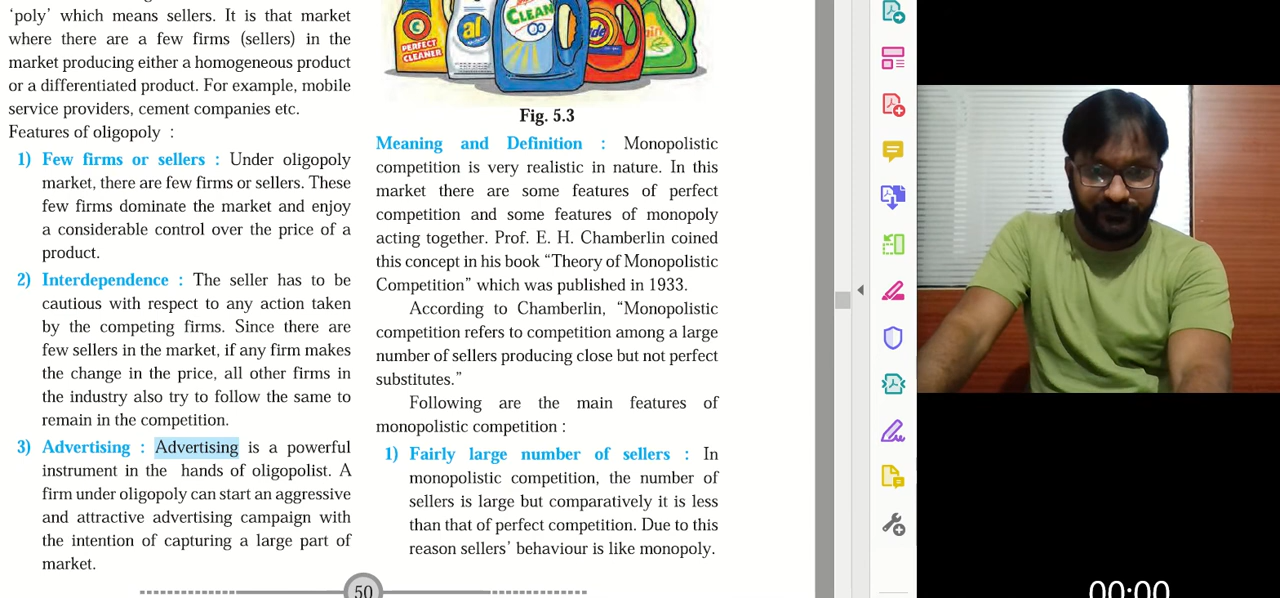 ‘poly’ which means sellers. It is that market
where there are a few firms (sellers) in the
market producing either a homogeneous product
or a differentiated product. For example, mobile
service providers, cement companies etc.
Features of oligopoly :
1) Few firms or sellers : Under oligopoly
market, there are few firms or sellers. These
few firms dominate the market and enjoy
a considerable control over the price of a
product.
2) Interdependence : The seller has to be
cautious with respect to any action taken
by the competing firms. Since there are
few sellers in the market, if any firm makes
the change in the price, all other firms in
the industry also try to follow the same to
remain in the competition.
3) Advertising : Advertising is a powerful
instrument in the hands of oligopolist. A
firm under oligopoly can start an aggressive
and attractive advertising campaign with
the intention of capturing a large part of
market.
PERFECT
CLEANER
al
CLEAN
Fig. 5.3
Meaning and Definition : Monopolistic
competition is very realistic in nature. In this
market there are some features of perfect
competition and some features of monopoly
acting together. Prof. E. H. Chamberlin coined
this concept in his book “Theory of Monopolistic
Competition” which was published in 1933.
According to Chamberlin, “Monopolistic
competition refers to competition among a large
number of sellers producing close but not perfect
substitutes.”
Following are the main features of
monopolistic competition :
1) Fairly large number of sellers : In
monopolistic competition, the number of
sellers is large but comparatively it is less
than that of perfect competition. Due to this
reason sellers’ behaviour is like monopoly.
50
00:00